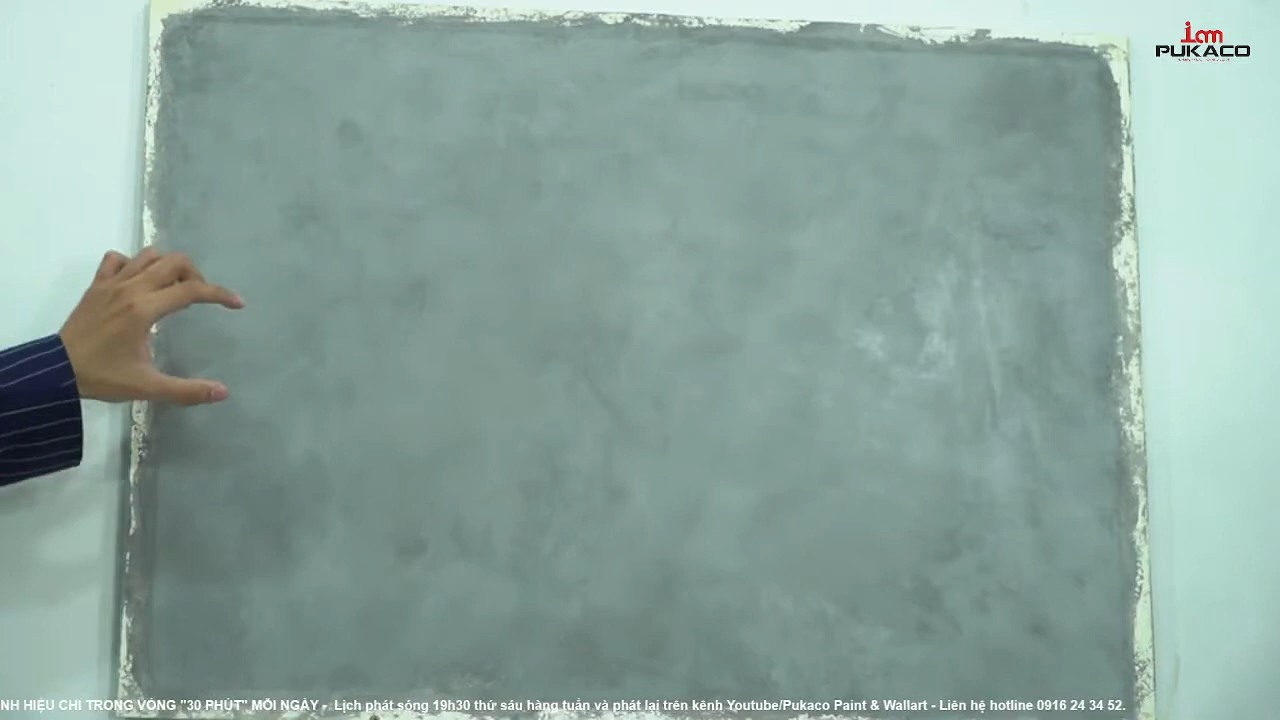 iam
PUKACO
NH HIỆU CHỈ TRONG VÒNG "30 PHÚT" MỖI NGÀY - Lịch phát sóng 19h30 thứ sáu hàng tuần và phát lại trên kênh Youtube/Pukaco Paint & Wallart - Liên hệ hotline 0916 24 34 52.